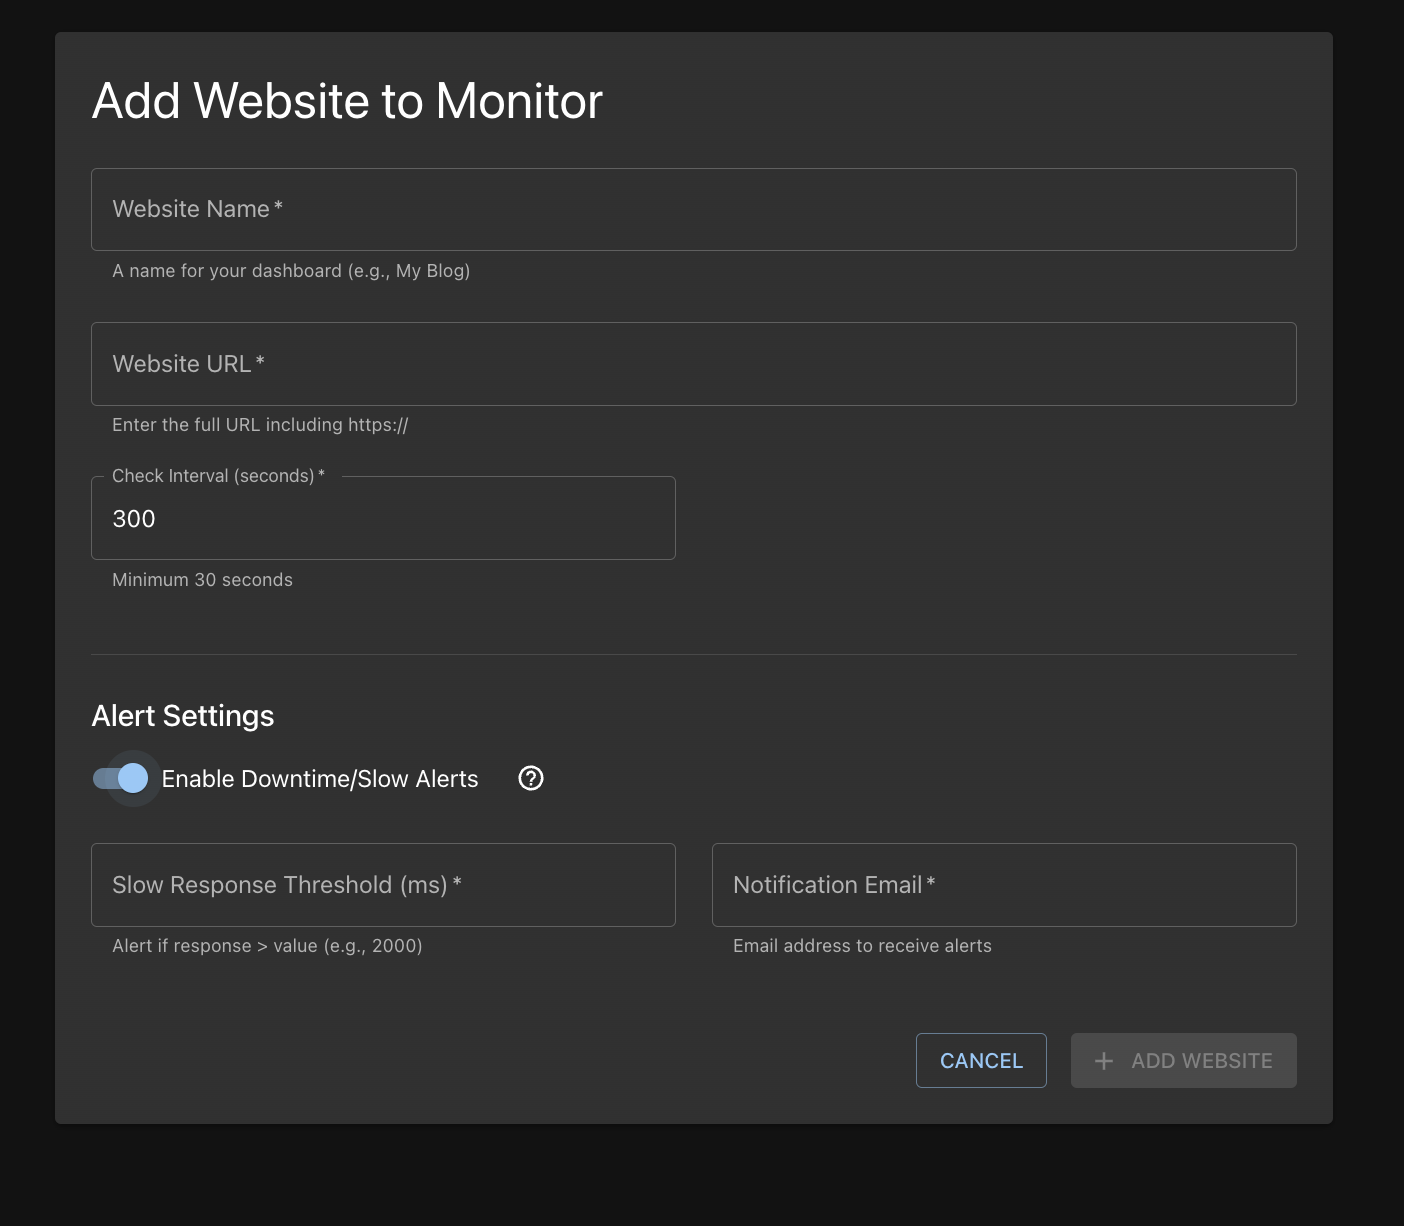 Add Website to Monitor
Website Name *
A name for your dashboard (e.g., My Blog)
Website URL *
Enter the full URL including https://
Check Interval (seconds) *
300
Minimum 30 seconds
Alert Settings
Enable Downtime/Slow Alerts ?
Slow Response Threshold (ms) *
Notification Email *
Alert if response > value (e.g., 2000)
Email address to receive alerts
CANCEL
+ ADD WEBSITE